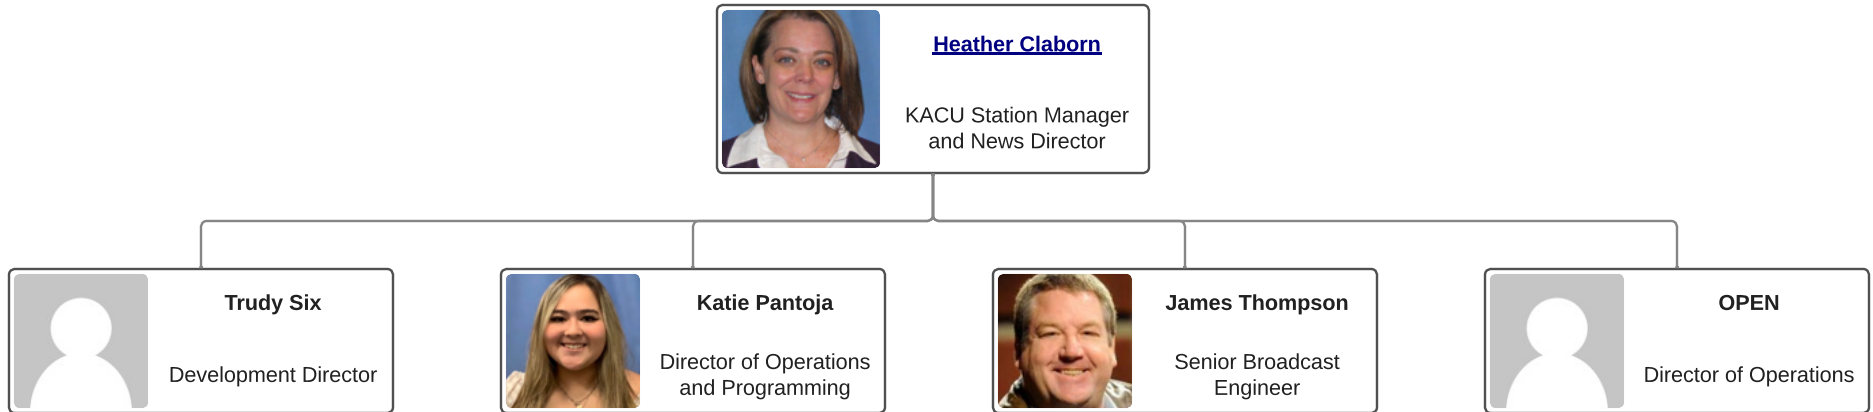 Heather Claborn
KACU Station Manager
and News Director
Trudy Six
Development Director
Katie Pantoja
Director of Operations
and Programming
James Thompson
Senior Broadcast
Engineer
OPEN
Director of Operations